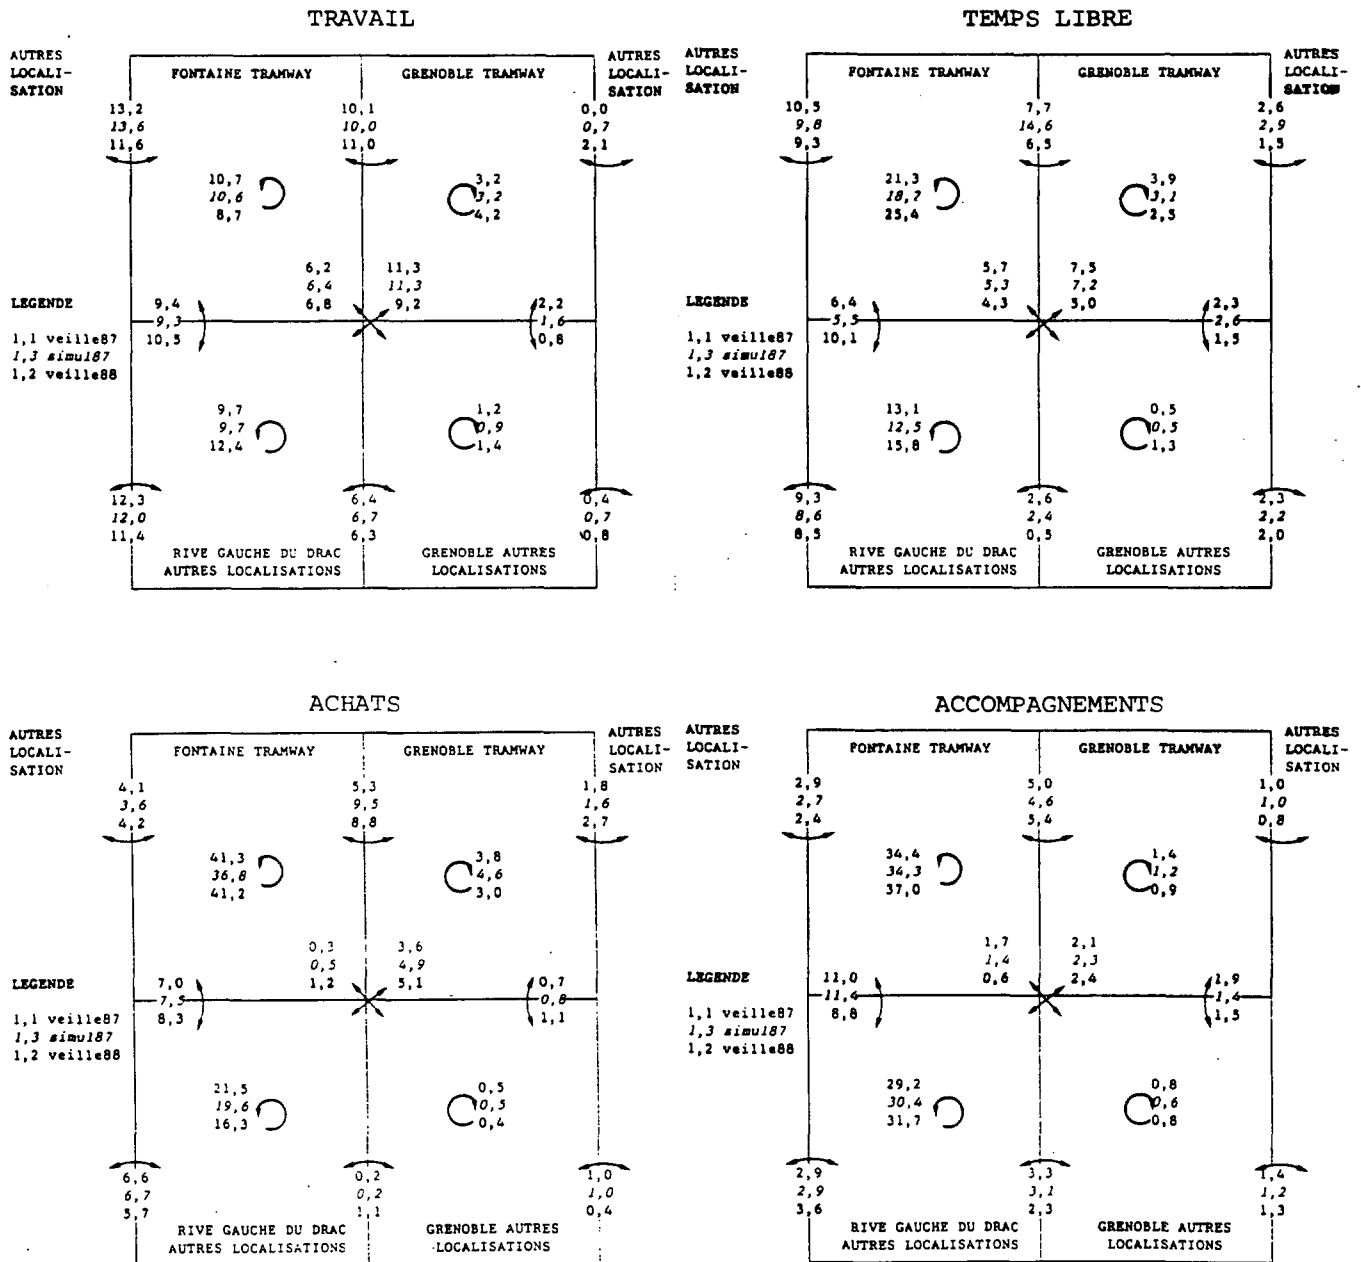 TRAVAIL
AUTRES
LOCALI-
SATION
FONTAINE TRAMWAY
GRENOBLE TRAMWAY
AUTRES
LOCALI-
SATION
13,2
13,6
11,6
10,1
10,0
11,0
0,0
0,7
2,1
10,7
10,6
8,7
3,2
3,2
4,2
6,2
6,4
6,8
11,3
11,3
9,2
LEGENDE
1,1 veille87
1,3 simul87
1,2 veille88
9,4
9,3
10,5
2,2
1,6
0,8
9,7
9,7
12,4
1,2
0,9
1,4
12,3
12,0
11,4
6,4
6,7
6,3
0,4
0,7
0,8
RIVE GAUCHE DU DRAC
AUTRES LOCALISATIONS
GRENOBLE AUTRES
LOCALISATIONS
TEMPS LIBRE
AUTRES
LOCALI-
SATION
FONTAINE TRAMWAY
GRENOBLE TRAMWAY
AUTRES
LOCALI-
SATION
10,5
9,8
9,3
7,7
14,6
6,5
2,6
2,9
1,5
21,3
18,7
25,4
3,9
3,1
2,5
5,7
5,3
4,3
7,5
7,2
5,0
LEGENDE
1,1 veille87
1,3 simul87
1,2 veille88
6,4
5,5
10,1
2,3
2,6
1,5
13,1
12,5
15,8
0,5
0,5
1,3
9,3
8,6
8,5
2,6
2,4
0,5
2,3
2,2
2,0
RIVE GAUCHE DU DRAC
AUTRES LOCALISATIONS
GRENOBLE AUTRES
LOCALISATIONS
ACHATS
AUTRES
LOCALI-
SATION
FONTAINE TRAMWAY
GRENOBLE TRAMWAY
AUTRES
LOCALI-
SATION
4,1
3,6
4,2
5,3
9,5
8,8
1,8
1,6
2,7
41,3
36,8
41,2
3,8
4,6
3,0
0,3
0,5
1,2
3,6
4,9
5,1
LEGENDE
1,1 veille87
1,3 simul87
1,2 veille88
7,0
7,5
8,3
0,7
0,8
1,1
21,5
19,6
16,3
0,5
0,5
0,4
6,6
6,7
5,7
0,2
0,2
1,1
1,0
1,0
0,4
RIVE GAUCHE DU DRAC
AUTRES LOCALISATIONS
GRENOBLE AUTRES
LOCALISATIONS
ACCOMPAGNEMENTS
AUTRES
LOCALI-
SATION
FONTAINE TRAMWAY
GRENOBLE TRAMWAY
AUTRES
LOCALI-
SATION
2,9
2,7
2,4
5,0
4,6
5,4
1,0
1,0
0,8
34,4
34,3
37,0
1,4
1,2
0,9
1,7
1,4
0,6
2,1
2,3
2,4
LEGENDE
1,1 veille87
1,3 simul87
1,2 veille88
11,0
11,4
8,8
1,9
1,4
1,5
29,2
30,4
31,7
0,8
0,6
0,8
2,9
2,9
3,6
3,3
3,1
2,3
1,4
1,2
1,3
RIVE GAUCHE DU DRAC
AUTRES LOCALISATIONS
GRENOBLE AUTRES
LOCALISATIONS